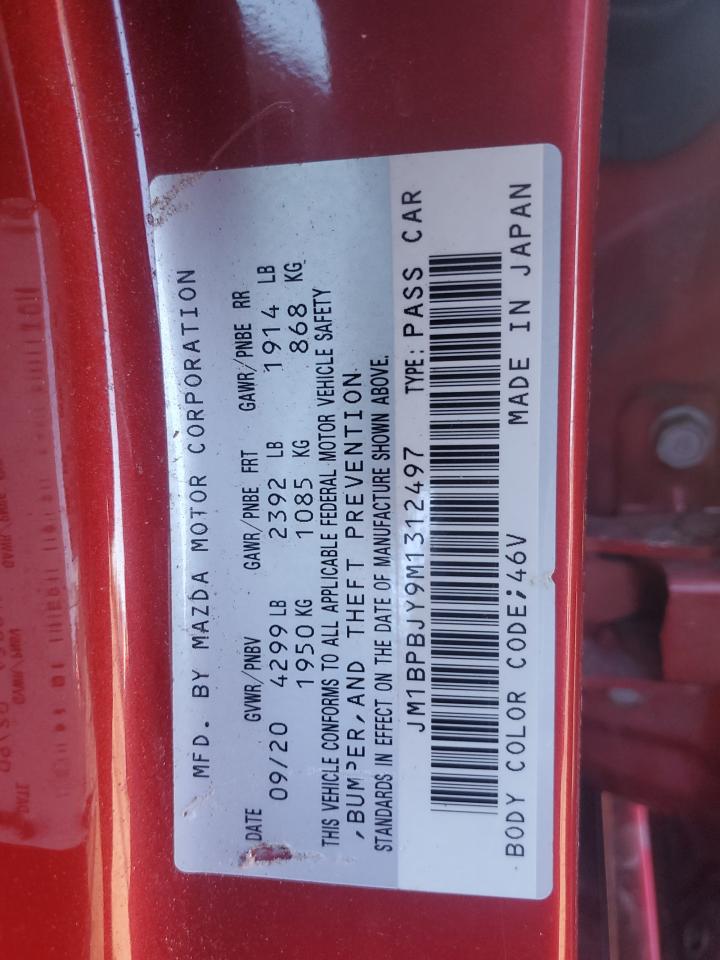 MFD. BY MAZDA MOTOR CORPORATION
DATE GVWR/PNBV GAWR/PNBE FRT GAWR/PNBE RR
09/20 4299 LB 2392 LB 1914 LB
1950 KG 1085 KG 868 KG
THIS VEHICLE CONFORMS TO ALL APPLICABLE FEDERAL MOTOR VEHICLE SAFETY
,BUMPER,AND THEFT PREVENTION
STANDARDS IN EFFECT ON THE DATE OF MANUFACTURE SHOWN ABOVE.
JM1BPBJY9M1312497 TYPE: PASS CAR
BODY COLOR CODE;46V MADE IN JAPAN